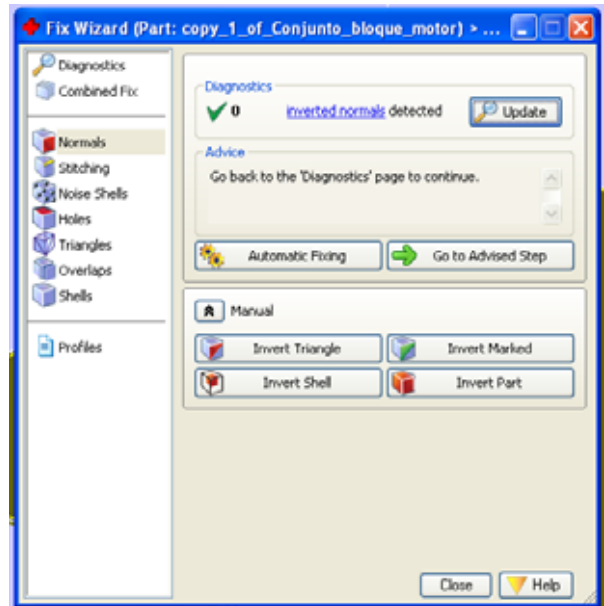 Fix Wizard (Part: copy_1_of_Conjunto_bloque_motor) > ...
Diagnostics
Combined Fix
Normals
Stitching
Noise Shells
Holes
Triangles
Overlaps
Shells
Profiles
Diagnostics
0 inverted normals detected Update
Advice
Go back to the 'Diagnostics' page to continue.
Automatic Fixing Go to Advised Step
Manual
Invert Triangle Invert Marked
Invert Shell Invert Part
Close Help